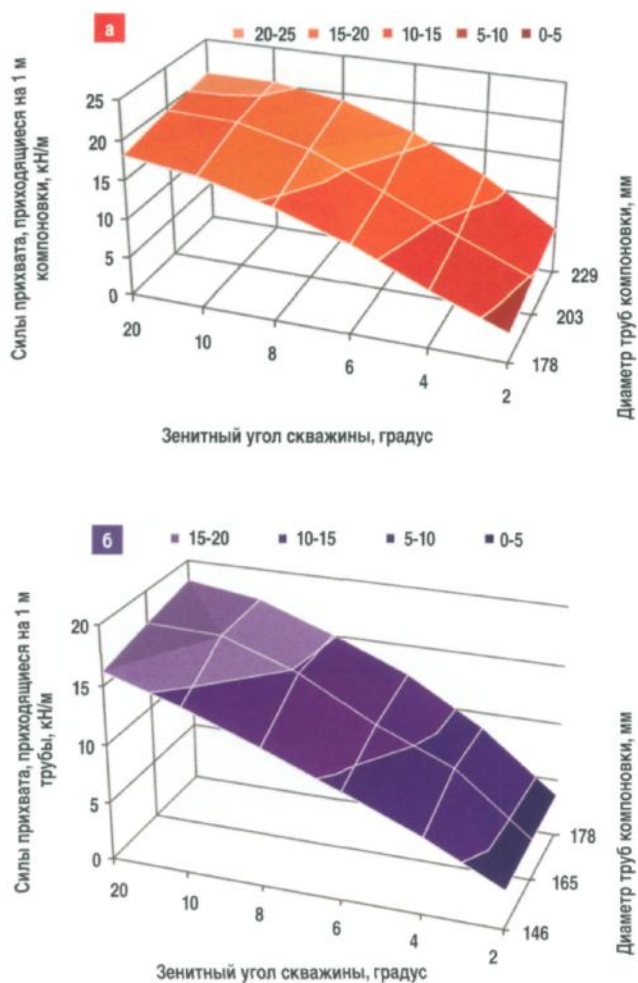 а
20-25 15-20 10-15 5-10 0-5
Силы прихвата, приходящиеся на 1 м
компоновки, кН/м
25
20
15
10
5
0
20 10 8 6 4 2
229
203
178
Диаметр труб компоновки, мм
Зенитный угол скважины, градус
б
15-20 10-15 5-10 0-5
Силы прихвата, приходящиеся на 1 м
трубы, кН/м
20
15
10
5
0
20 10 8 6 4 2
178
165
146
Диаметр труб компоновки, мм
Зенитный угол скважины, градус